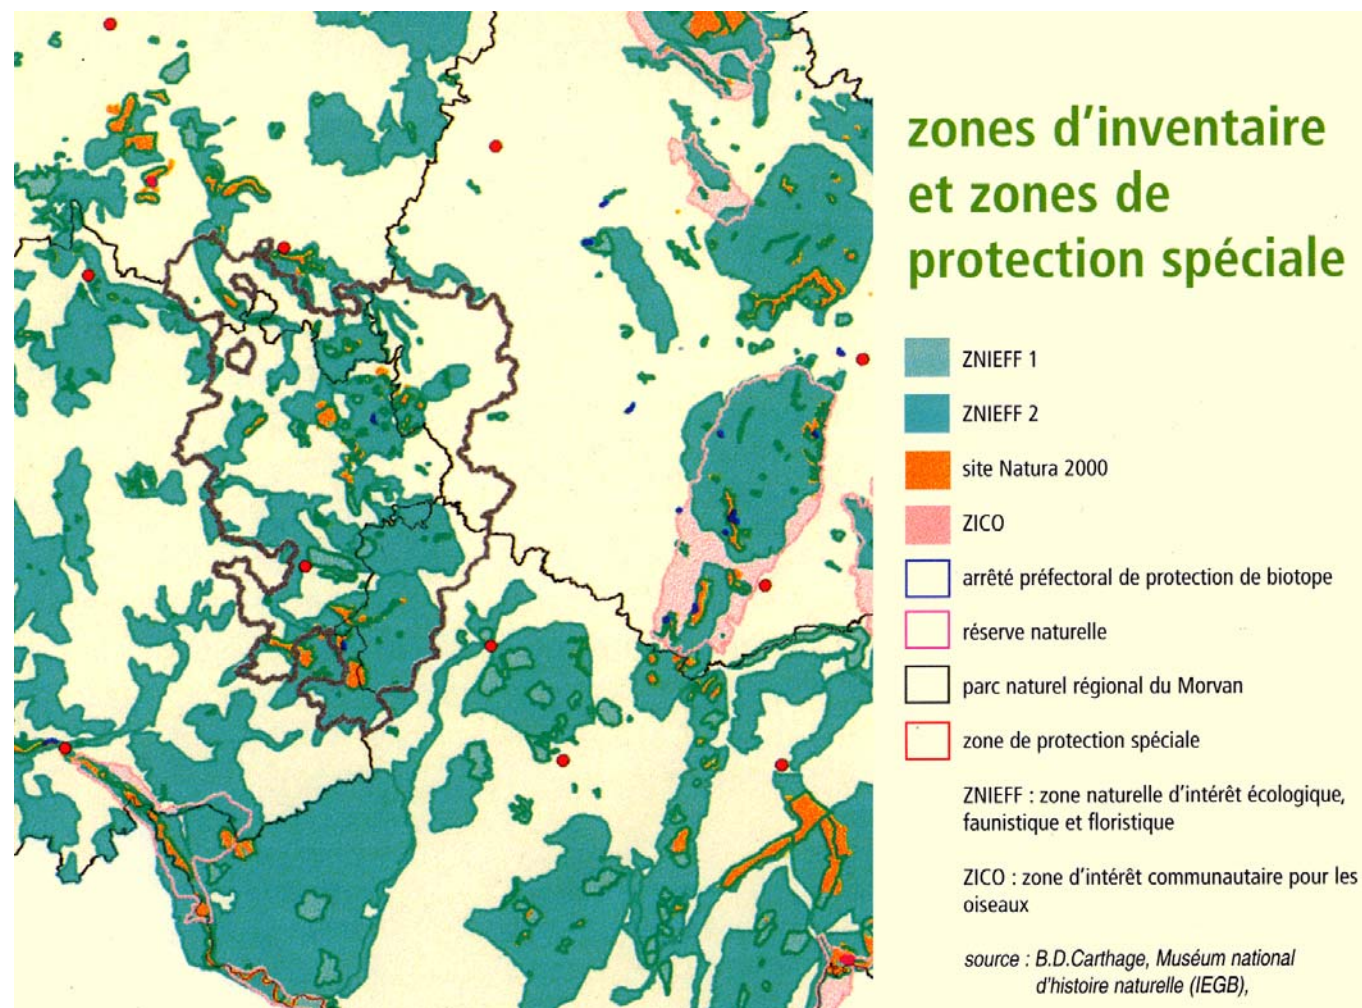 zones d'inventaire
et zones de
protection spéciale
ZNIEFF 1
ZNIEFF 2
site Natura 2000
ZICO
arrêté préfectoral de protection de biotope
réserve naturelle
parc naturel régional du Morvan
zone de protection spéciale
ZNIEFF : zone naturelle d'intérêt écologique,
faunistique et floristique
ZICO : zone d'intérêt communautaire pour les
oiseaux
source : B.D.Carthage, Muséum national
d'histoire naturelle (IEGB),